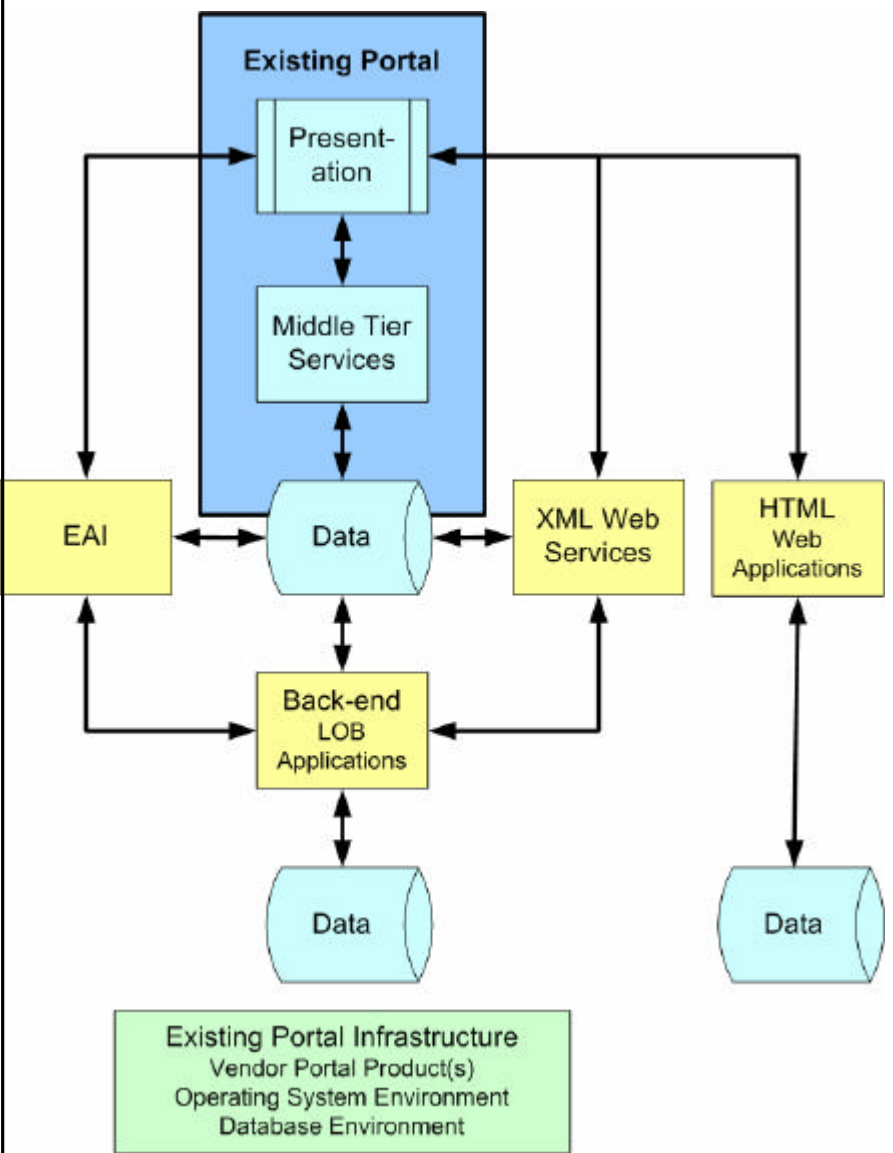 Existing Portal
Present-
ation
Middle Tier
Services
EAI
Data
XML Web
Services
HTML
Web
Applications
Back-end
LOB
Applications
Data
Data
Existing Portal Infrastructure
Vendor Portal Product(s)
Operating System Environment
Database Environment